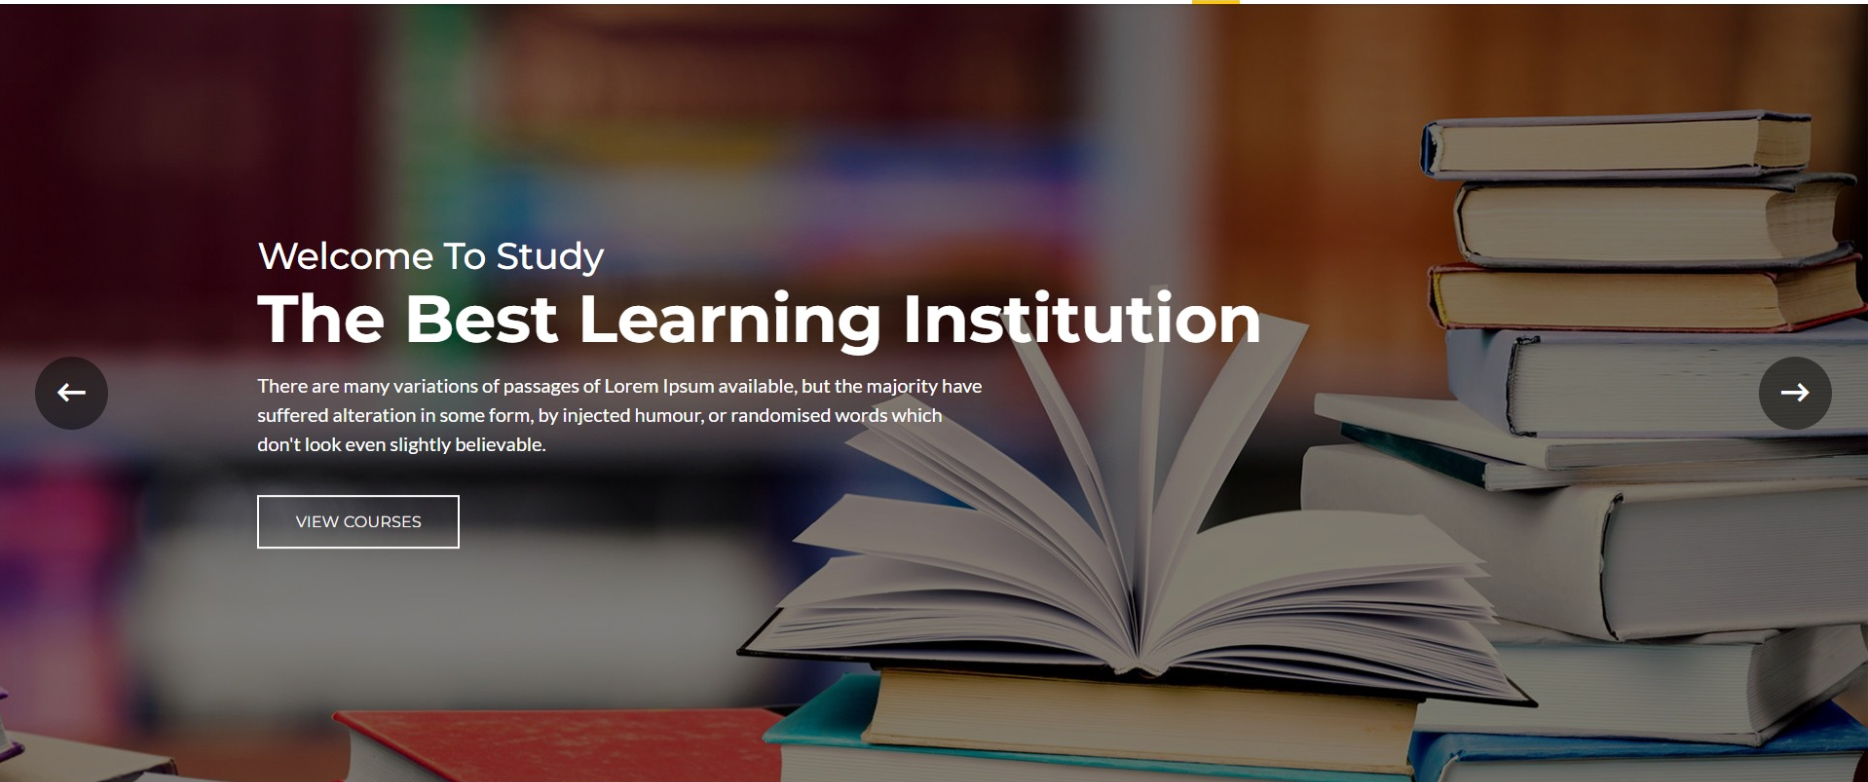 Welcome To Study
The Best Learning Institution
There are many variations of passages of Lorem Ipsum available, but the majority have
suffered alteration in some form, by injected humour, or randomised words which
don't look even slightly believable.
VIEW COURSES